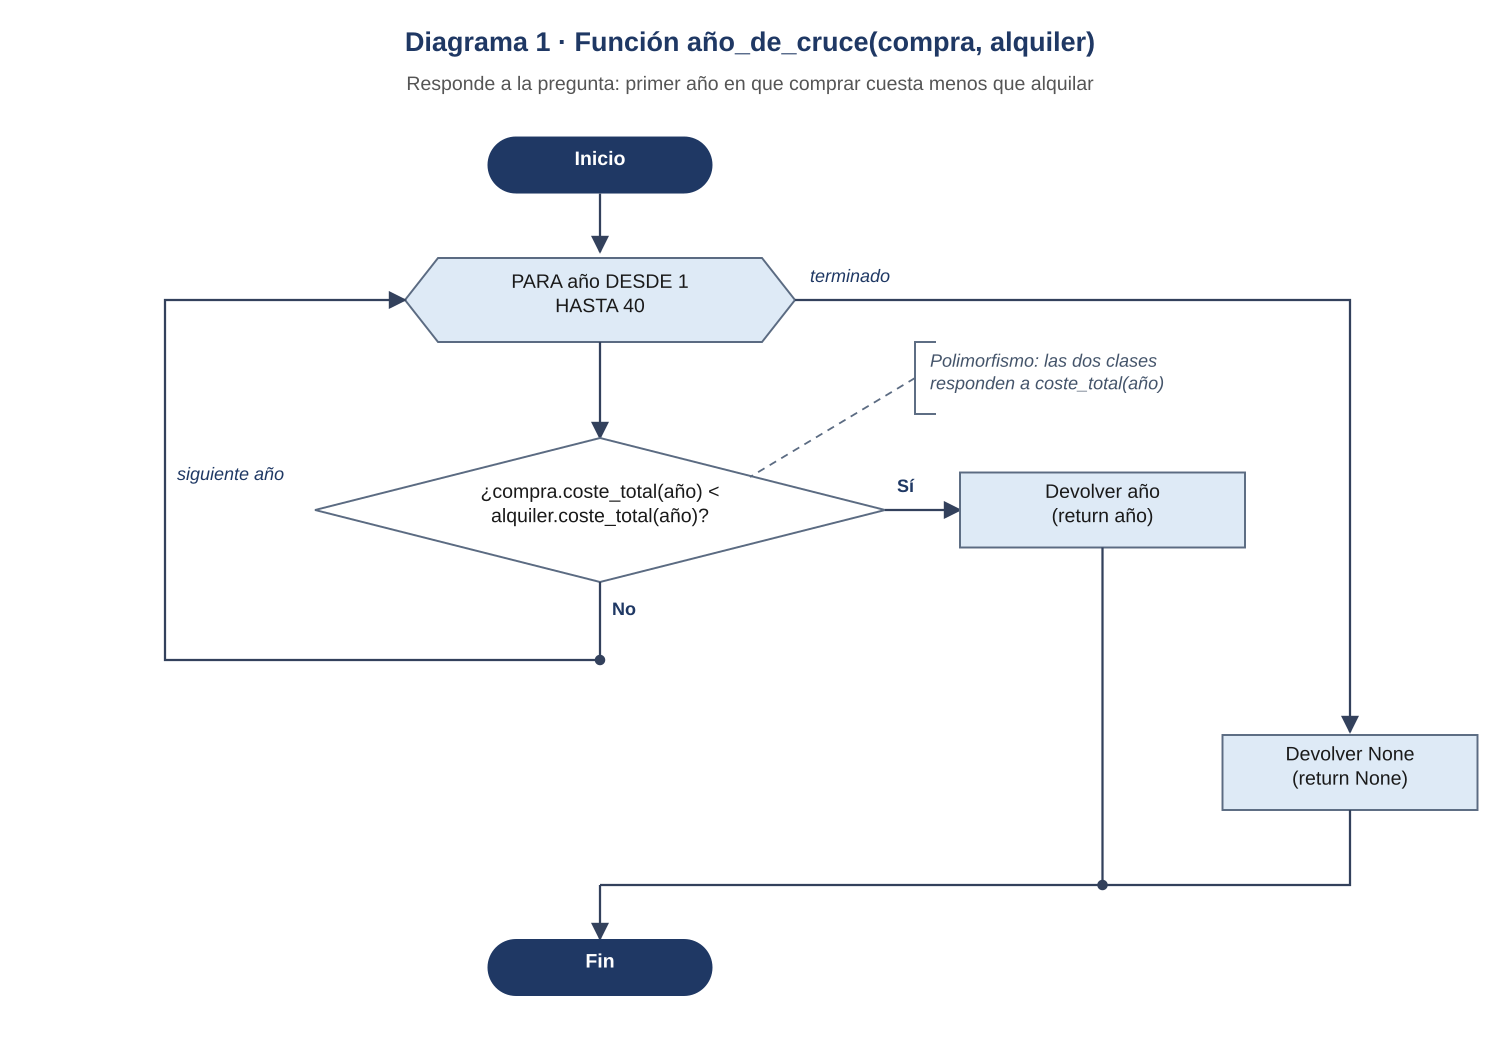 Diagrama 1 · Función año_de_cruce(compra, alquiler)
Responde a la pregunta: primer año en que comprar cuesta menos que alquilar
Inicio
PARA año DESDE 1
HASTA 40
terminado
Polimorfismo: las dos clases
responden a coste_total(año)
siguiente año
¿compra.coste_total(año) <
alquiler.coste_total(año)?
Sí
Devolver año
(return año)
No
Devolver None
(return None)
Fin